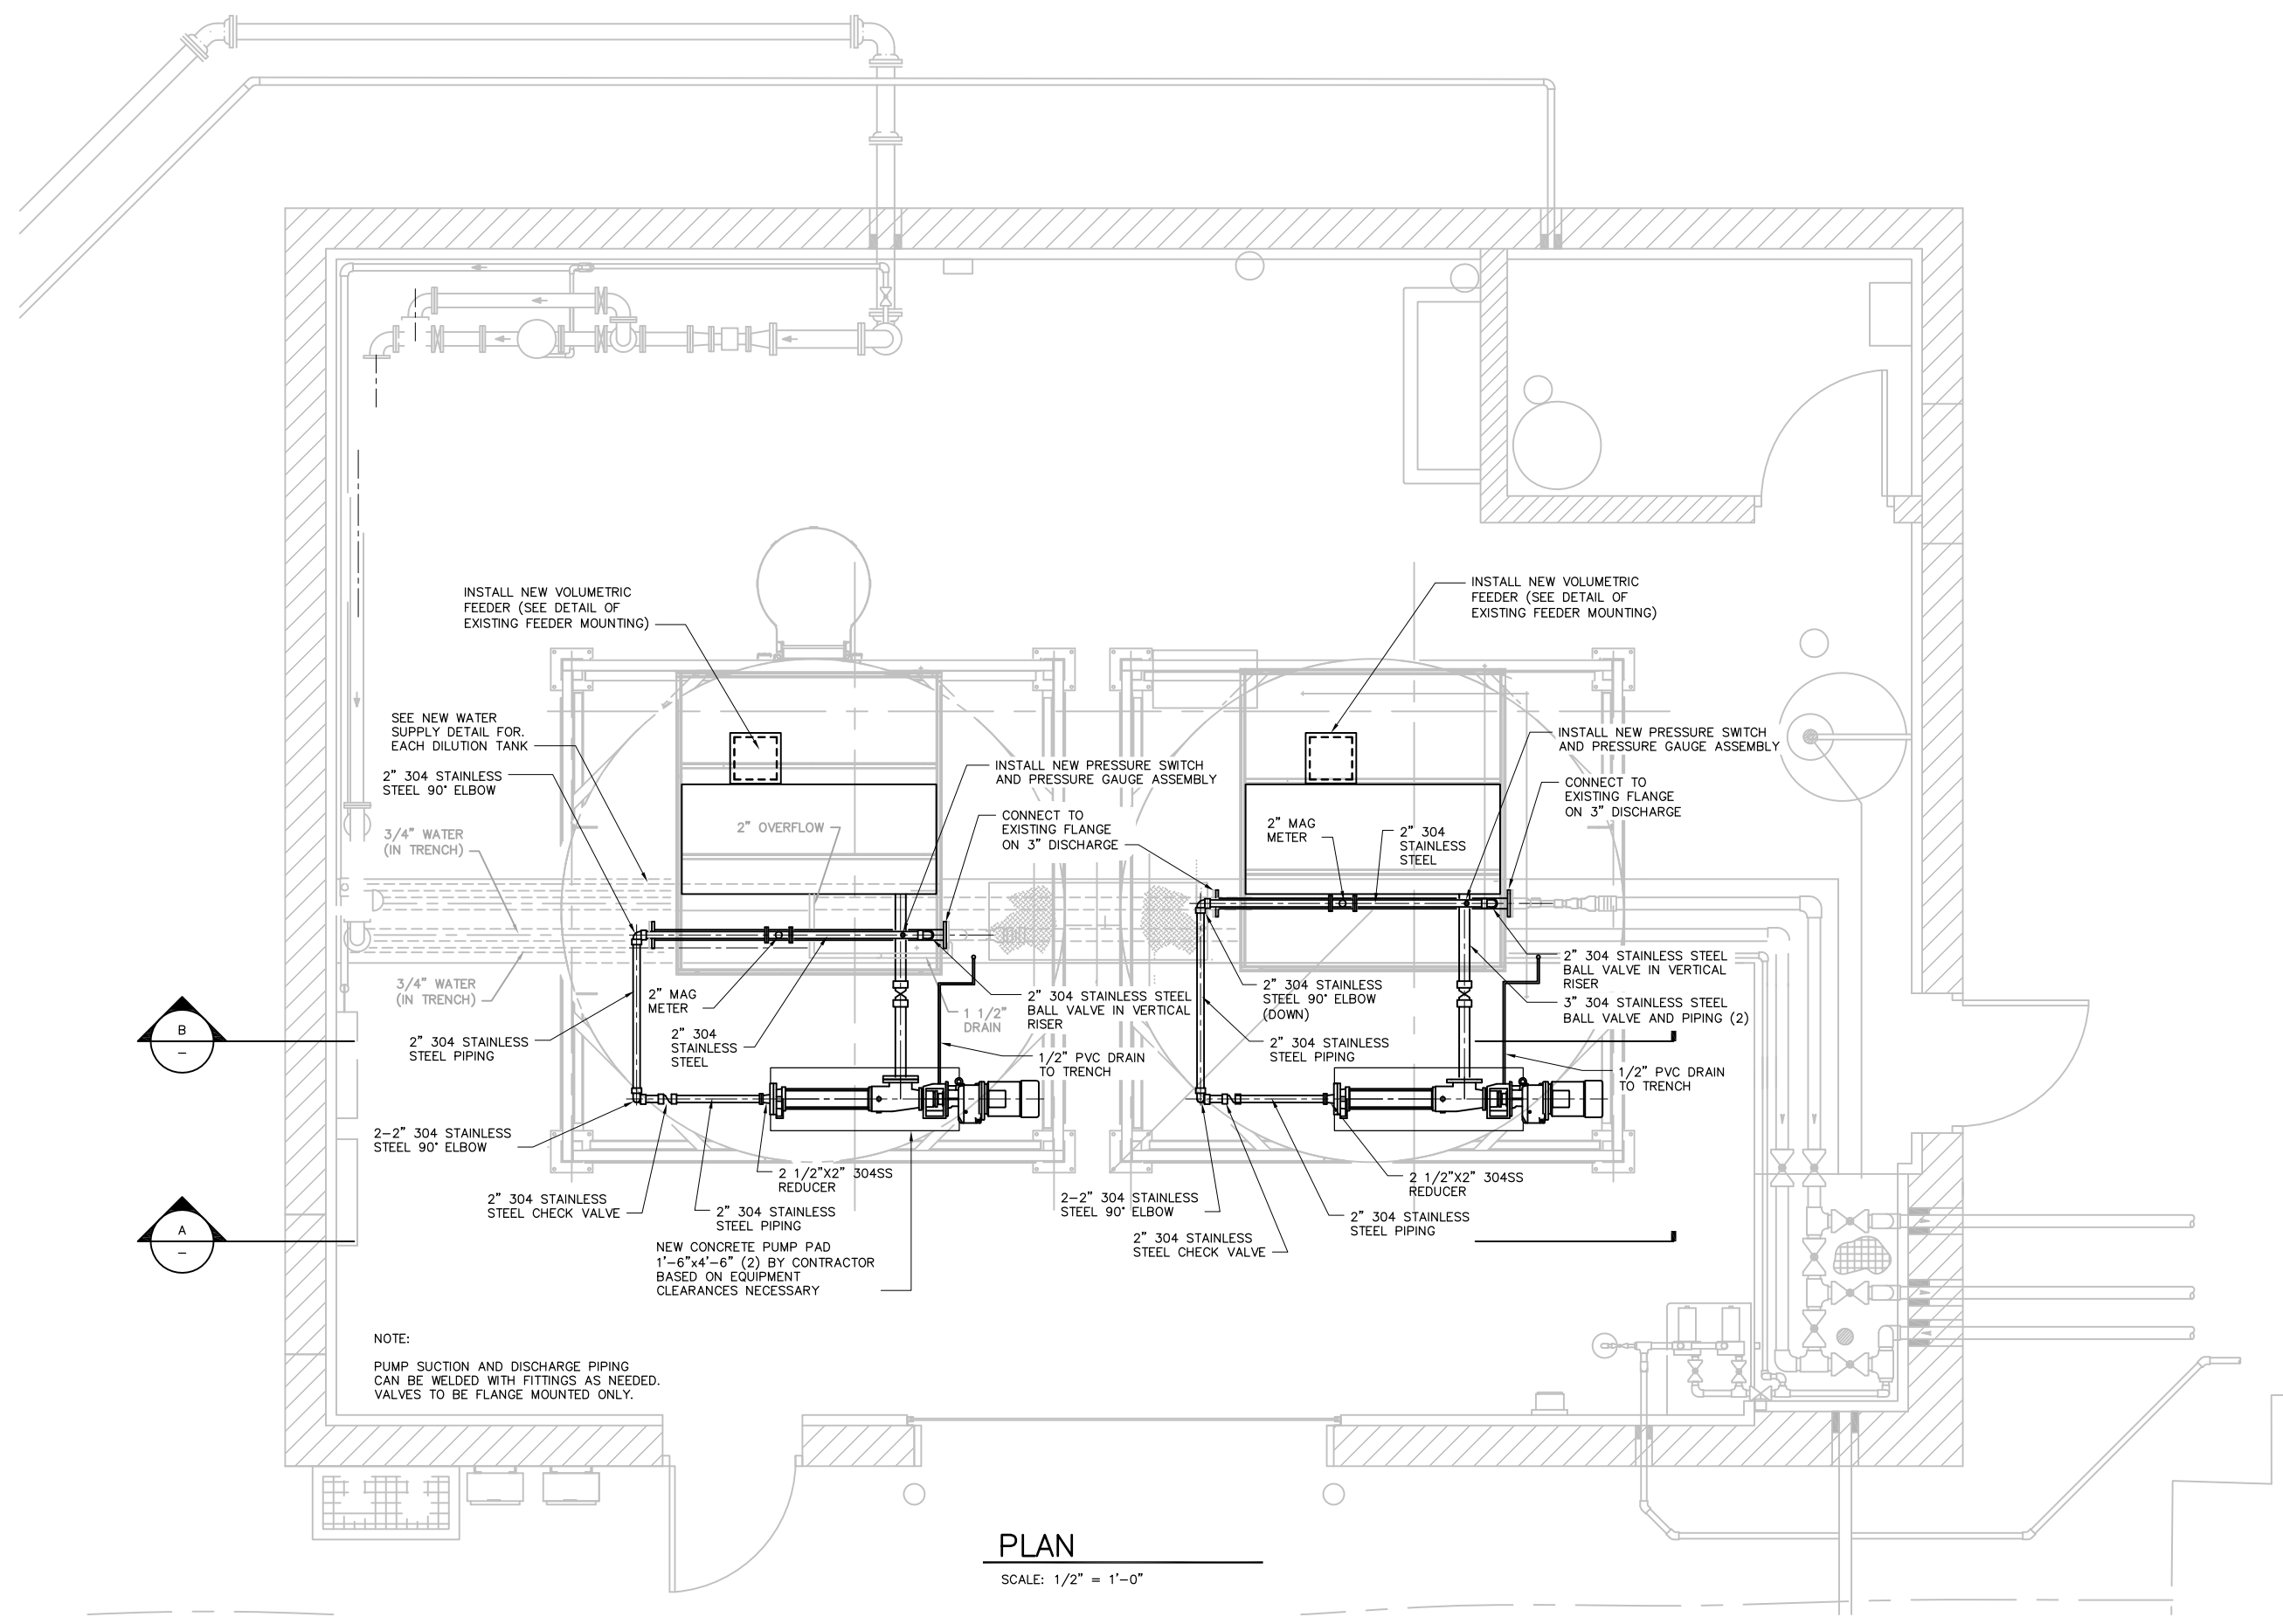 INSTALL NEW VOLUMETRIC
FEEDER (SEE DETAIL OF
EXISTING FEEDER MOUNTING)
INSTALL NEW VOLUMETRIC
FEEDER (SEE DETAIL OF
EXISTING FEEDER MOUNTING)
SEE NEW WATER
SUPPLY DETAIL FOR.
EACH DILUTION TANK
2" 304 STAINLESS
STEEL 90° ELBOW
3/4" WATER
(IN TRENCH)
2" OVERFLOW
INSTALL NEW PRESSURE SWITCH
AND PRESSURE GAUGE ASSEMBLY
CONNECT TO
EXISTING FLANGE
ON 3" DISCHARGE
INSTALL NEW PRESSURE SWITCH
AND PRESSURE GAUGE ASSEMBLY
CONNECT TO
EXISTING FLANGE
ON 3" DISCHARGE
2" MAG
METER
2" 304
STAINLESS
STEEL
3/4" WATER
(IN TRENCH)
2" MAG
METER
2" 304
STAINLESS
STEEL
2" 304 STAINLESS
STEEL PIPING
1 1/2"
DRAIN
2" 304 STAINLESS STEEL
BALL VALVE IN VERTICAL
RISER
1/2" PVC DRAIN
TO TRENCH
2" 304 STAINLESS
STEEL 90° ELBOW
(DOWN)
2" 304 STAINLESS
STEEL PIPING
2" 304 STAINLESS STEEL
BALL VALVE IN VERTICAL
RISER
3" 304 STAINLESS STEEL
BALL VALVE AND PIPING (2)
1/2" PVC DRAIN
TO TRENCH
B
–
A
–
2-2" 304 STAINLESS
STEEL 90° ELBOW
2" 304 STAINLESS
STEEL CHECK VALVE
2" 304 STAINLESS
STEEL PIPING
2 1/2"X2" 304SS
REDUCER
NEW CONCRETE PUMP PAD
1'-6"x4'-6" (2) BY CONTRACTOR
BASED ON EQUIPMENT
CLEARANCES NECESSARY
2-2" 304 STAINLESS
STEEL 90° ELBOW
2" 304 STAINLESS
STEEL CHECK VALVE
2" 304 STAINLESS
STEEL PIPING
2 1/2"X2" 304SS
REDUCER
NOTE:
PUMP SUCTION AND DISCHARGE PIPING
CAN BE WELDED WITH FITTINGS AS NEEDED.
VALVES TO BE FLANGE MOUNTED ONLY.
PLAN
SCALE: 1/2" = 1'-0"